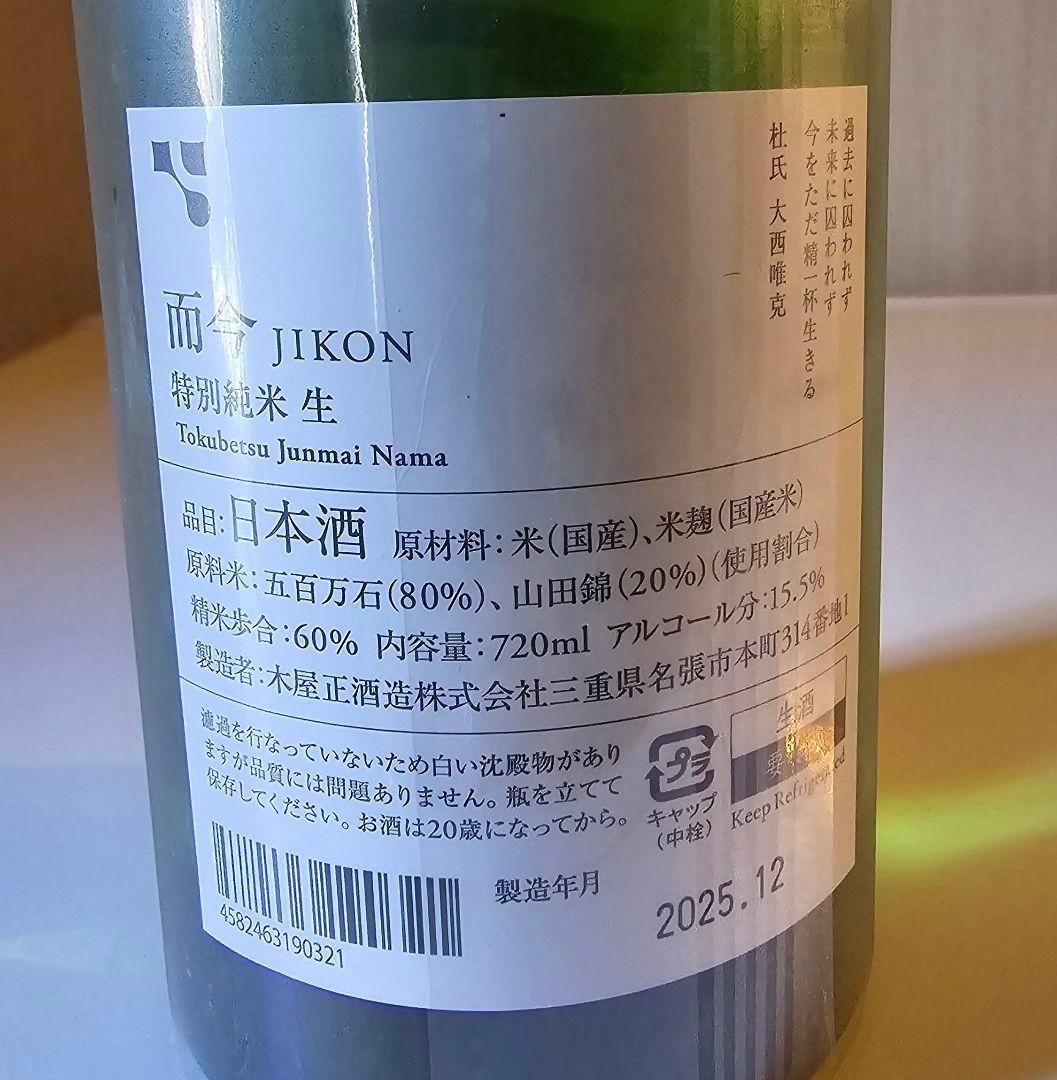 過去に囚われず
未来に囚われず
今をただ精一杯生きる
杜氏 大西唯克
而今 JIKON
特別純米 生
Tokubetsu Junmai Nama
品目:日本酒 原材料:米(国産)、米麹(国産米)
原料米:五百万石(80%)、山田錦(20%)(使用割合)
精米歩合:60% 内容量:720ml アルコール分:15.5%
製造者:木屋正酒造株式会社三重県名張市本町314番地1
濾過を行なっていないため白い沈殿物があり
ますが品質には問題ありません。瓶を立てて
保存してください。お酒は20歳になってから。
プラ
キャップ
(中栓)
生酒
要
Keep Refrigerated
4582463190321
製造年月
2025.12